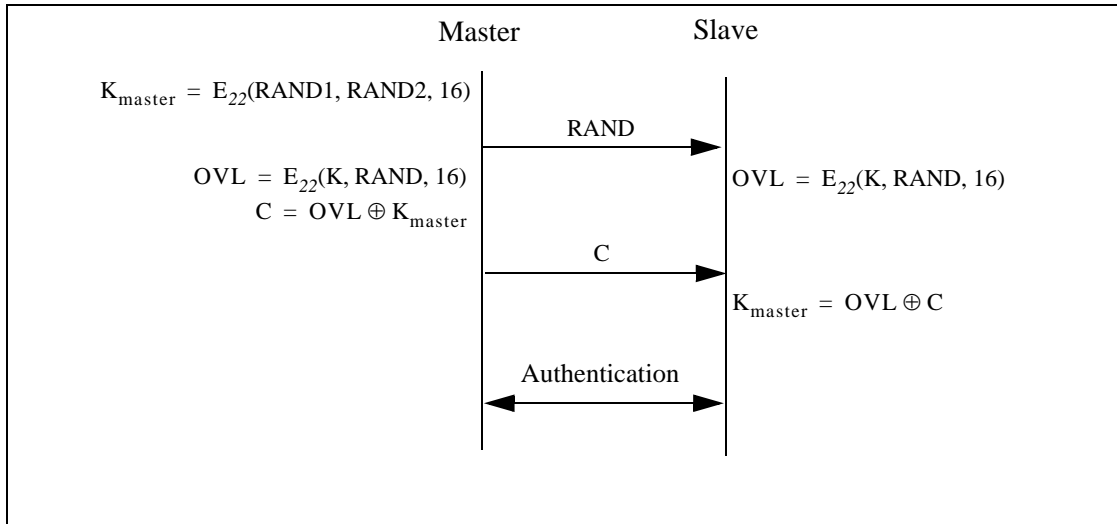 Master
Slave
K_master = E_22(RAND1, RAND2, 16)
RAND
OVL = E_22(K, RAND, 16)
OVL = E_22(K, RAND, 16)
C = OVL ⊕ K_master
C
K_master = OVL ⊕ C
Authentication